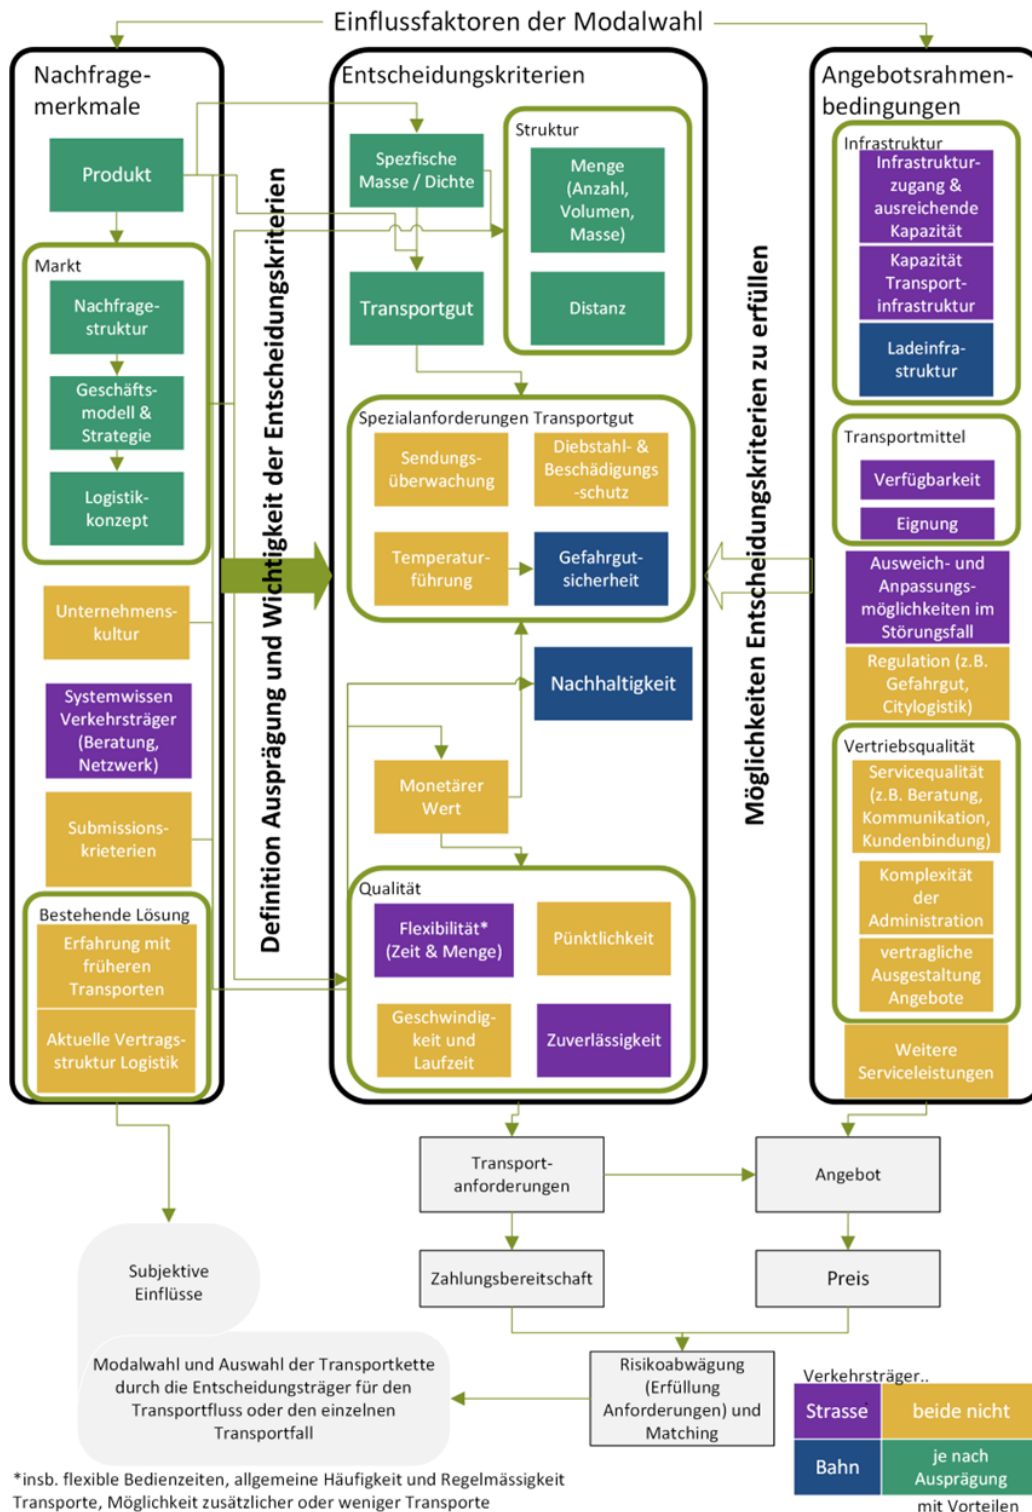 Einflussfaktoren der Modalwahl
Nachfrage-
merkmale
Produkt
Markt
Nachfrage-
struktur
Geschäfts-
modell &
Strategie
Logistik-
konzept
Unternehmens-
kultur
Systemwissen
Verkehrsträger
(Beratung,
Netzwerk)
Submissions-
krieterien
Bestehende Lösung
Erfahrung mit
früheren
Transporten
Aktuelle Vertrags-
struktur Logistik
Definition Ausprägung und Wichtigkeit der Entscheidungskriterien
Entscheidungskriterien
Spezfische
Masse / Dichte
Transportgut
Struktur
Menge
(Anzahl,
Volumen,
Masse)
Distanz
Spezialanforderungen Transportgut
Sendungs-
überwachung
Diebstahl- &
Beschädigungs
-schutz
Temperatur-
führung
Gefahrgut-
sicherheit
Nachhaltigkeit
Monetärer
Wert
Qualität
Flexibilität*
(Zeit & Menge)
Pünktlichkeit
Geschwindig-
keit und
Laufzeit
Zuverlässigkeit
Möglichkeiten Entscheidungskriterien zu erfüllen
Angebotsrahmen-
bedingungen
Infrastruktur
Infrastruktur-
zugang &
ausreichende
Kapazität
Kapazität
Transport-
infrastruktur
Ladeinfra-
struktur
Transportmittel
Verfügbarkeit
Eignung
Ausweich- und
Anpassungs-
möglichkeiten im
Störungsfall
Regulation (z.B.
Gefahrgut,
Citylogistik)
Vertriebsqualität
Servicequalität
(z.B. Beratung,
Kommunikation,
Kundenbindung)
Komplexität
der
Administration
vertragliche
Ausgestaltung
Angebote
Weitere
Serviceleistungen
Transport-
anforderungen
Angebot
Zahlungsbereitschaft
Preis
Subjektive
Einflüsse
Modalwahl und Auswahl der Transportkette
durch die Entscheidungsträger für den
Transportfluss oder den einzelnen
Transportfall
Risikoabwägung
(Erfüllung
Anforderungen) und
Matching
Verkehrsträger..
Strasse
beide nicht
Bahn
je nach
Ausprägung
mit Vorteilen
*insb. flexible Bedienzeiten, allgemeine Häufigkeit und Regelmässigkeit
Transporte, Möglichkeit zusätzlicher oder weniger Transporte